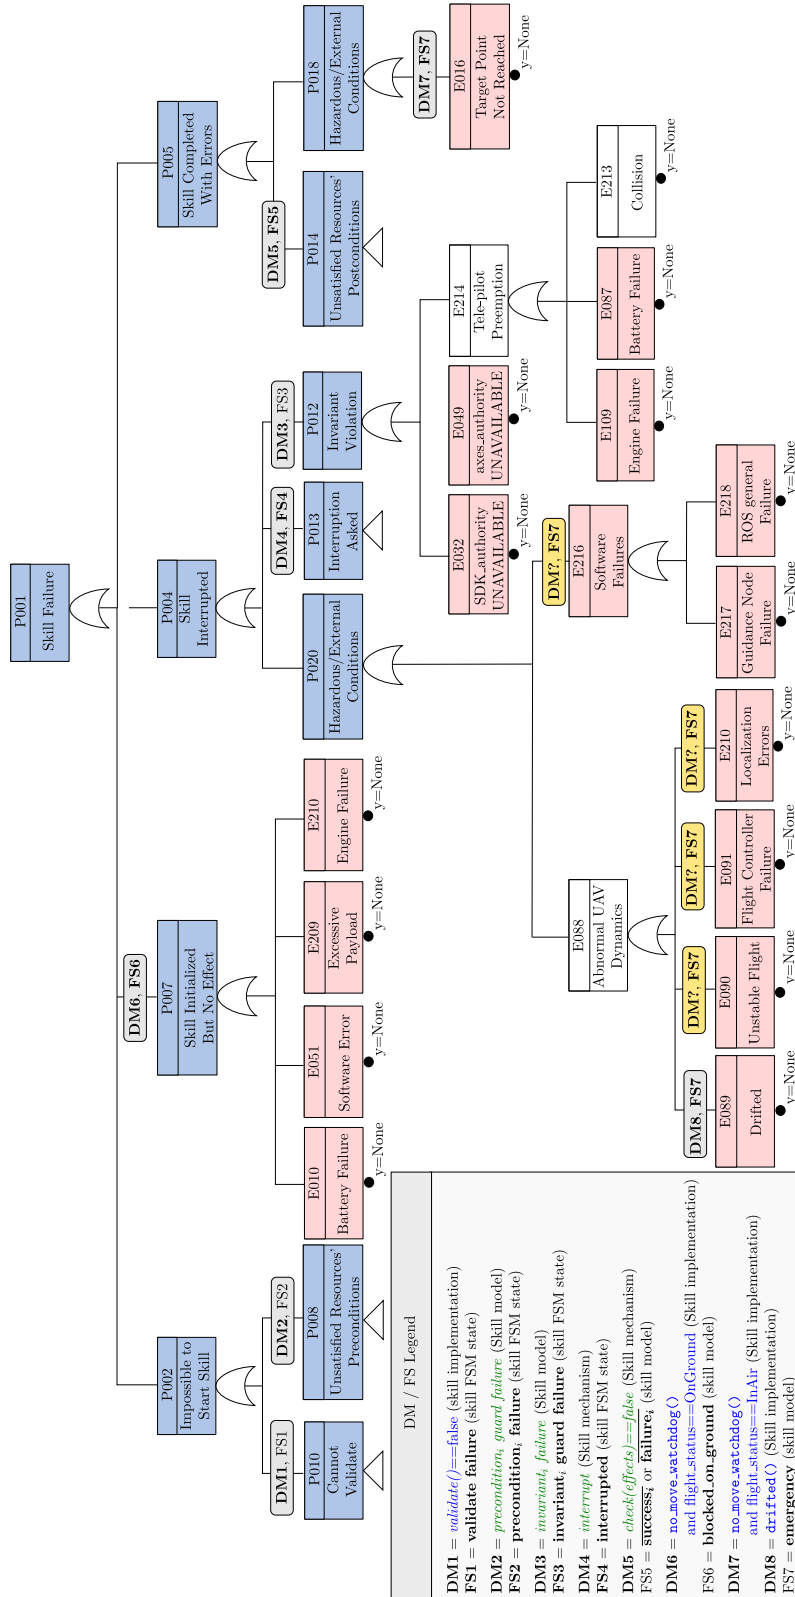 P001
Skill Failure
P002
Impossible to
Start Skill
DM6, FS6
P007
Skill Initialized
But No Effect
P004
Skill
Interrupted
P005
Skill Completed
With Errors
DM1, FS1
P010
Cannot
Validate
DM2, FS2
P008
Unsatisfied Resources'
Preconditions
E010
Battery Failure
y=None
E051
Software Error
y=None
E209
Excessive
Payload
y=None
E210
Engine Failure
y=None
P020
Hazardous/External
Conditions
DM4, FS4
P013
Interruption
Asked
DM3, FS3
P012
Invariant
Violation
DM5, FS5
P014
Unsatisfied Resources'
Postconditions
P018
Hazardous/External
Conditions
DM7, FS7
E016
Target Point
Not Reached
y=None
E032
SDK_authority
UNAVAILABLE
y=None
E049
axes_authority
UNAVAILABLE
y=None
E214
Tele-pilot
Preemption
E109
Engine Failure
y=None
E087
Battery Failure
y=None
E213
Collision
y=None
E088
Abnormal UAV
Dynamics
DM?, FS7
E216
Software
Failures
DM8, FS7
E089
Drifted
y=None
DM?, FS7
E090
Unstable Flight
y=None
DM?, FS7
E091
Flight Controller
Failure
y=None
DM?, FS7
E210
Localization
Errors
y=None
E217
Guidance Node
Failure
y=None
E218
ROS general
Failure
y=None
DM / FS Legend
DM1 = validate()==false (skill implementation)
FS1 = validate failure (skill FSM state)
DM2 = preconditionᵢ guard failure (Skill model)
FS2 = preconditionᵢ failure (skill FSM state)
DM3 = invariantᵢ failure (Skill model)
FS3 = invariantᵢ guard failure (skill FSM state)
DM4 = interrupt (Skill mechanism)
FS4 = interrupted (skill FSM state)
DM5 = check(effects)==false (Skill mechanism)
FS5 = successᵢ or failureᵢ (skill model)
DM6 = no_move_watchdog()
and flight_status==OnGround (Skill implementation)
FS6 = blocked_on_ground (skill model)
DM7 = no_move_watchdog()
and flight_status==InAir (Skill implementation)
DM8 = drifted() (Skill implementation)
FS7 = emergency (skill model)